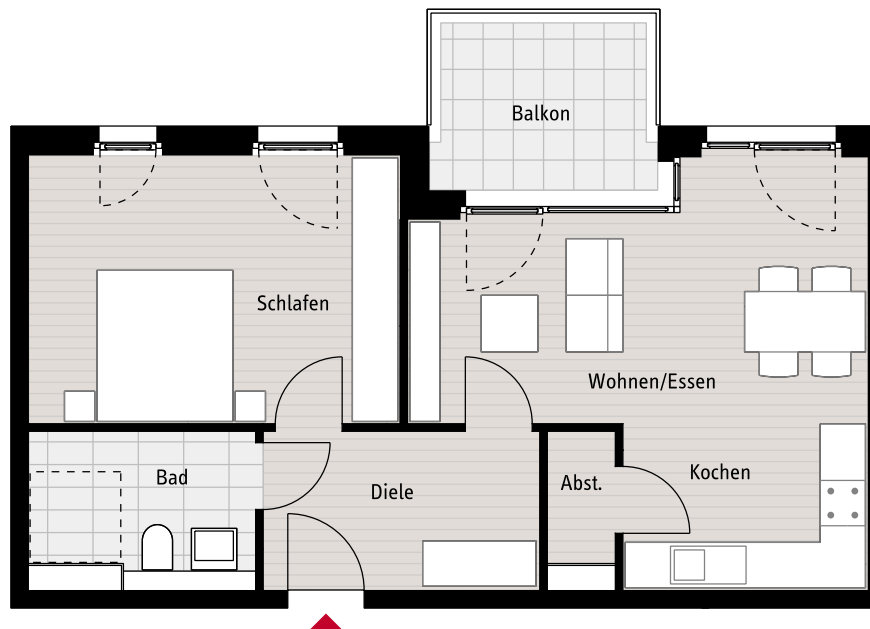 Balkon
Schlafen
Wohnen/Essen
Bad
Diele
Abst.
Kochen